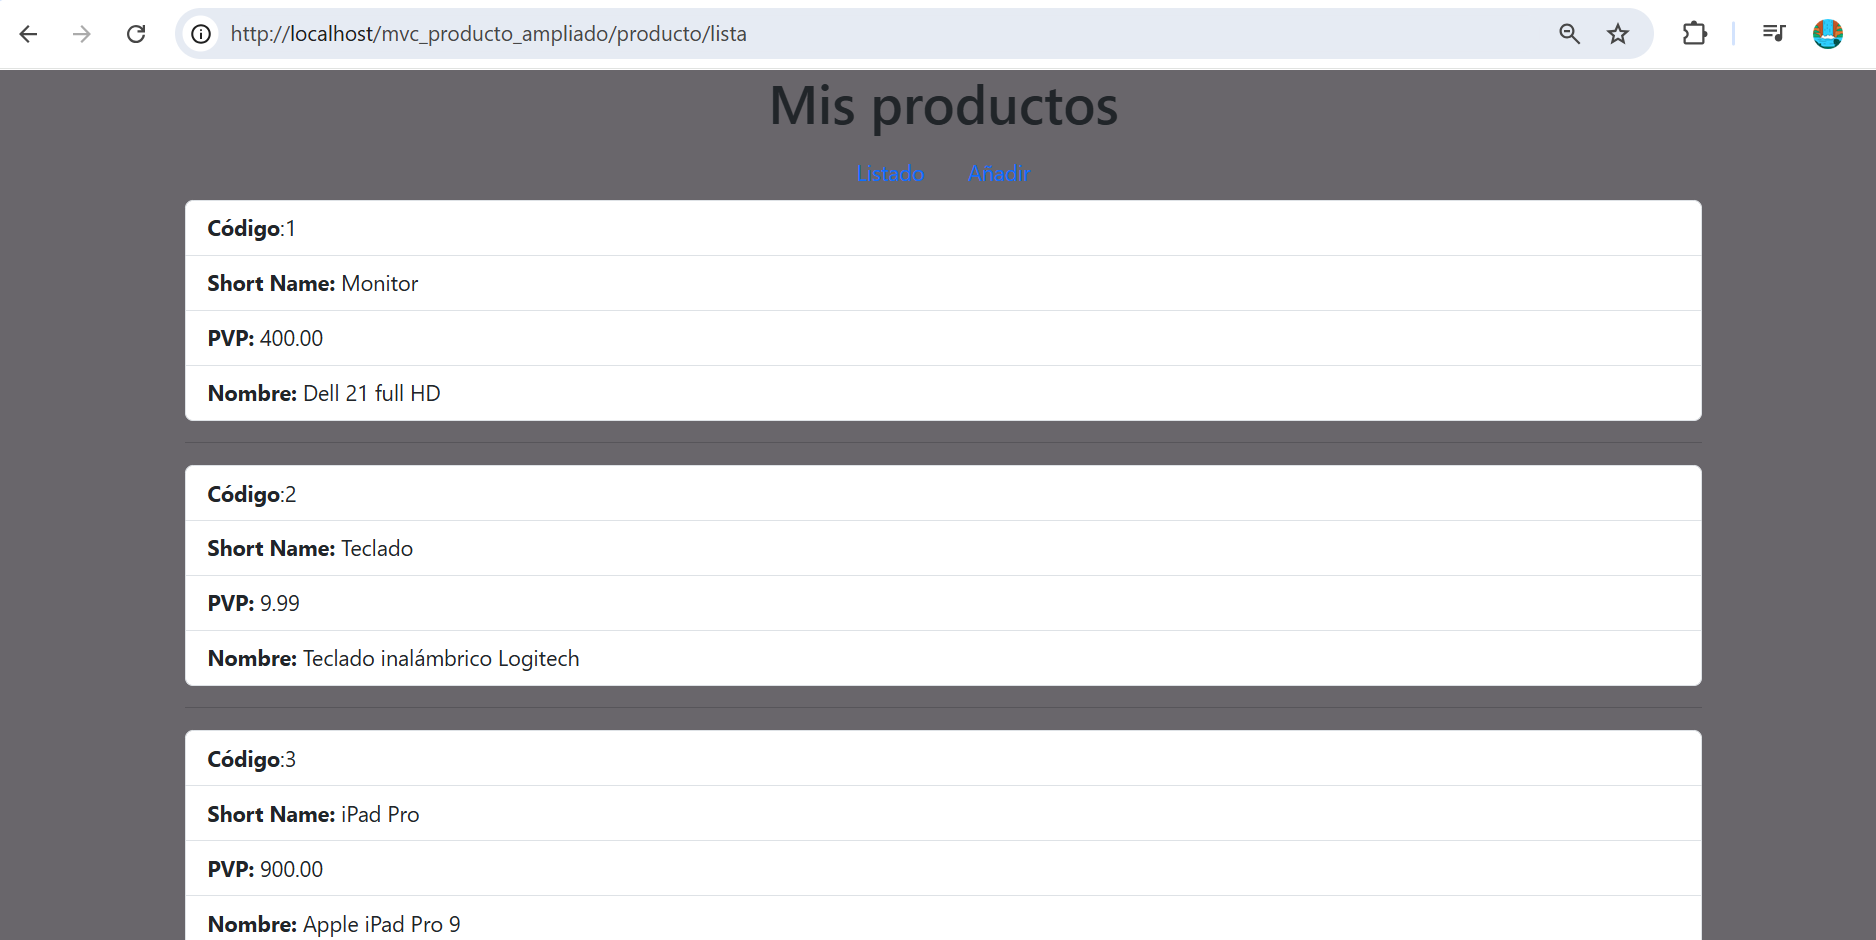 http://localhost/mvc_producto_ampliado/producto/lista
Mis productos
Listado Añadir
Código:1
Short Name: Monitor
PVP: 400.00
Nombre: Dell 21 full HD
Código:2
Short Name: Teclado
PVP: 9.99
Nombre: Teclado inalámbrico Logitech
Código:3
Short Name: iPad Pro
PVP: 900.00
Nombre: Apple iPad Pro 9